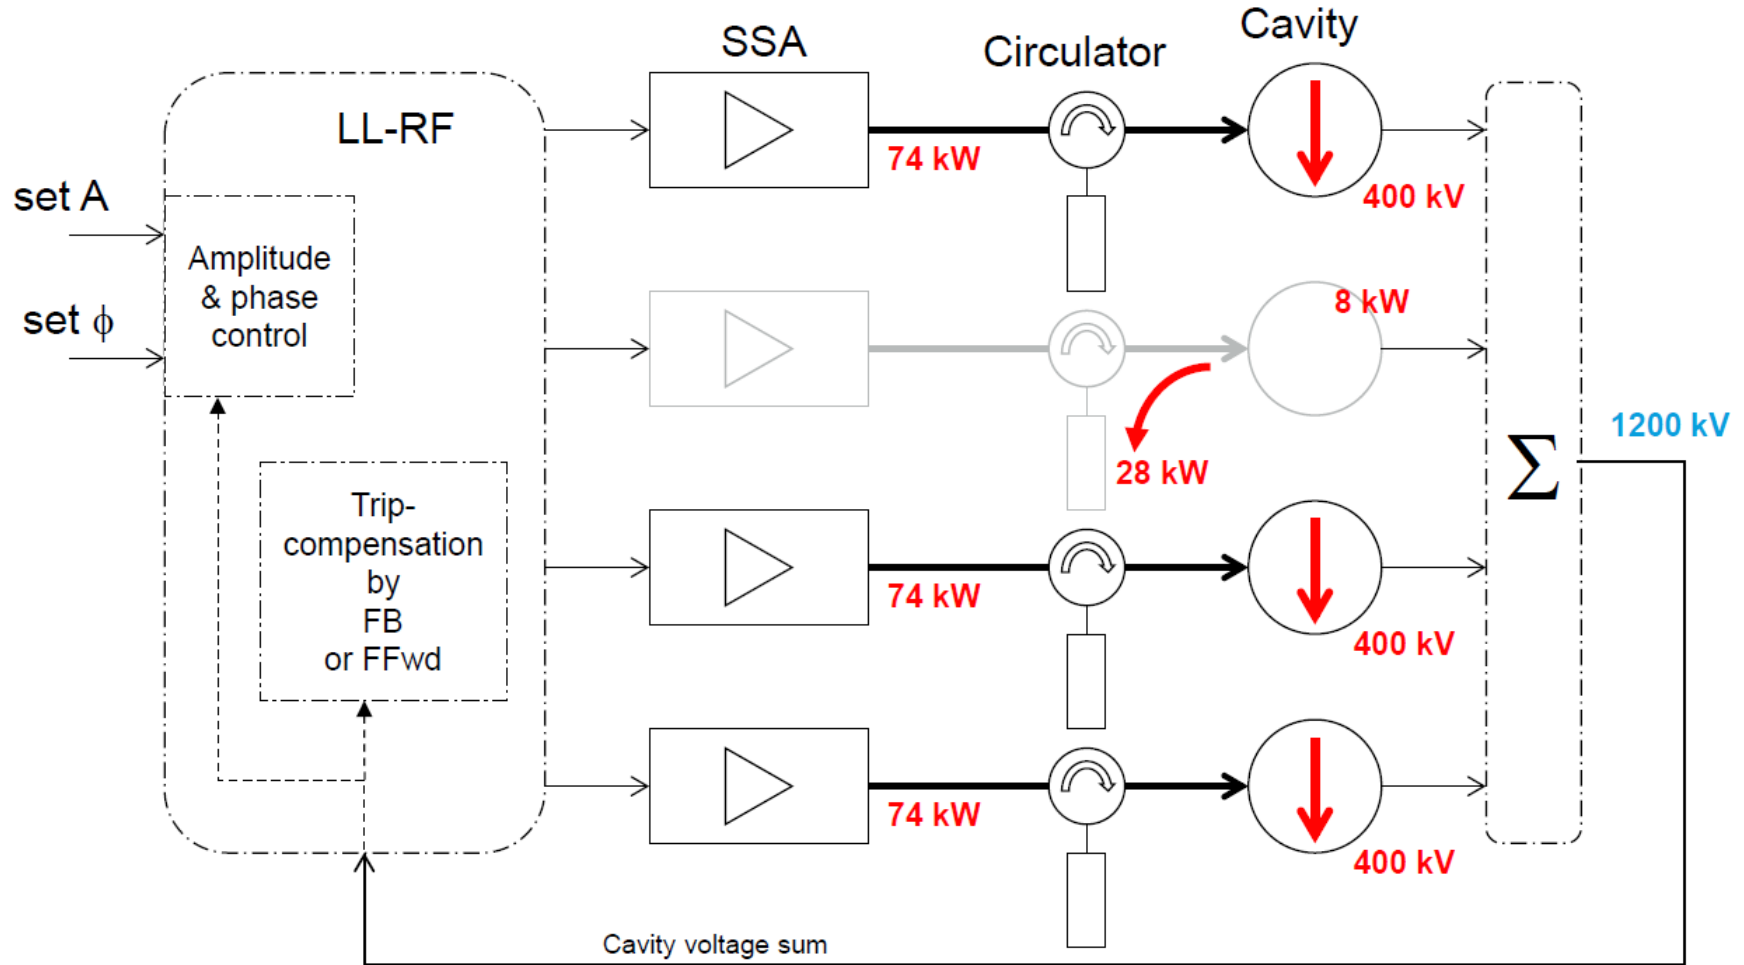 SSA
Circulator
Cavity
LL-RF
74 kW
400 kV
set A
set ϕ
Amplitude
& phase
control
8 kW
28 kW
1200 kV
∑
Trip-
compensation
by
FB
or FFwd
74 kW
400 kV
74 kW
400 kV
Cavity voltage sum